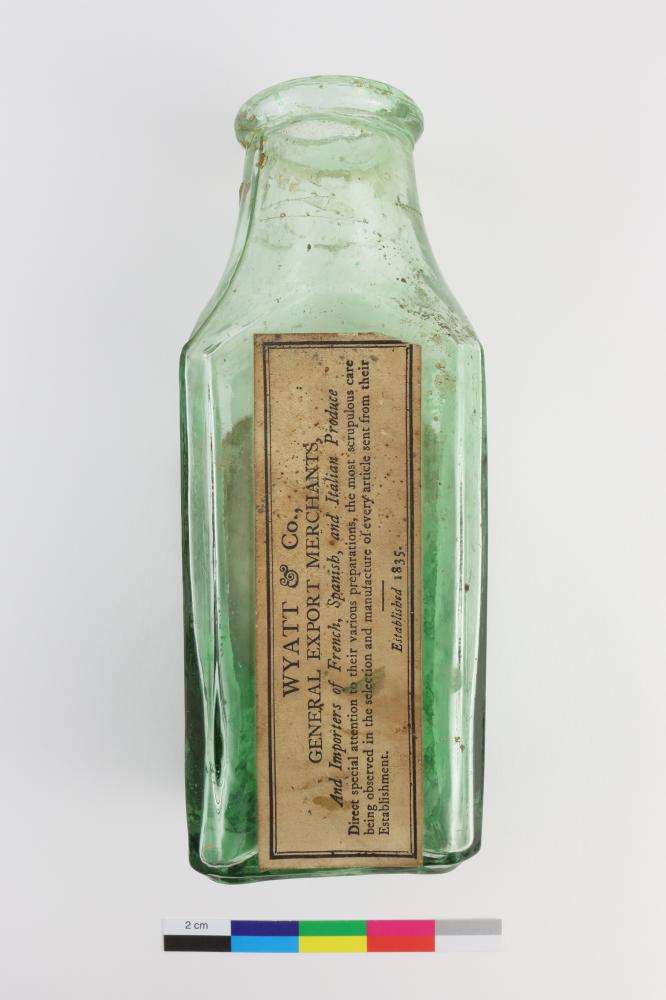 WYATT & Co.,
GENERAL EXPORT MERCHANTS,
And Importers of French, Spanish, and Italian Produce
Direct special attention to their various preparations, the most scrupulous care
being observed in the selection and manufacture of every article sent from their
Establishment.
Established 1835.
2 cm